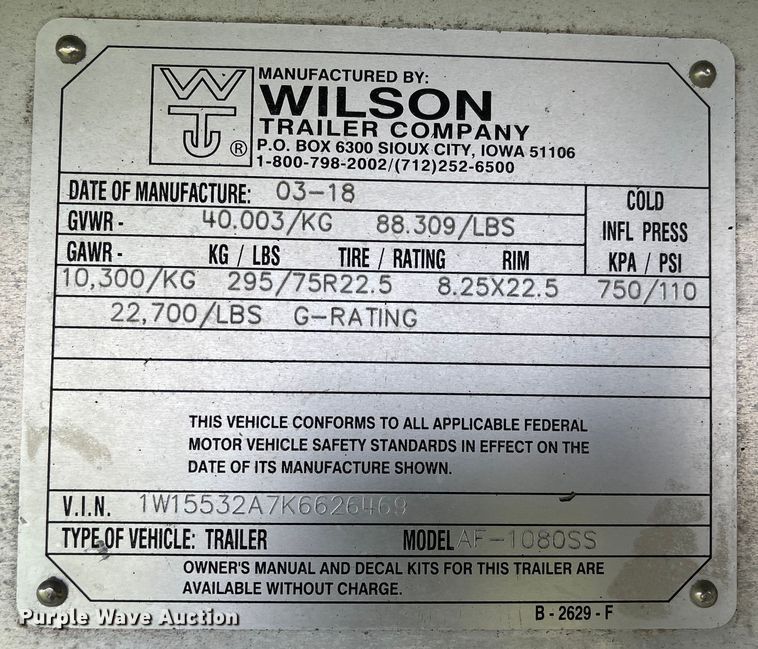 MANUFACTURED BY:
WT ® WILSON
TRAILER COMPANY
P.O. BOX 6300 SIOUX CITY, IOWA 51106
1-800-798-2002/(712)252-6500
DATE OF MANUFACTURE: 03-18 COLD
GVWR - 40.003/KG 88.309/LBS INFL PRESS
GAWR - KG / LBS TIRE / RATING RIM KPA / PSI
10,300/KG 295/75R22.5 8.25X22.5 750/110
22,700/LBS G-RATING
THIS VEHICLE CONFORMS TO ALL APPLICABLE FEDERAL
MOTOR VEHICLE SAFETY STANDARDS IN EFFECT ON THE
DATE OF ITS MANUFACTURE SHOWN.
V.I.N. 1W15532A7K6626469
TYPE OF VEHICLE: TRAILER MODEL AF-1080SS
OWNER'S MANUAL AND DECAL KITS FOR THIS TRAILER ARE
AVAILABLE WITHOUT CHARGE.
B - 2629 - F
Purple Wave Auction